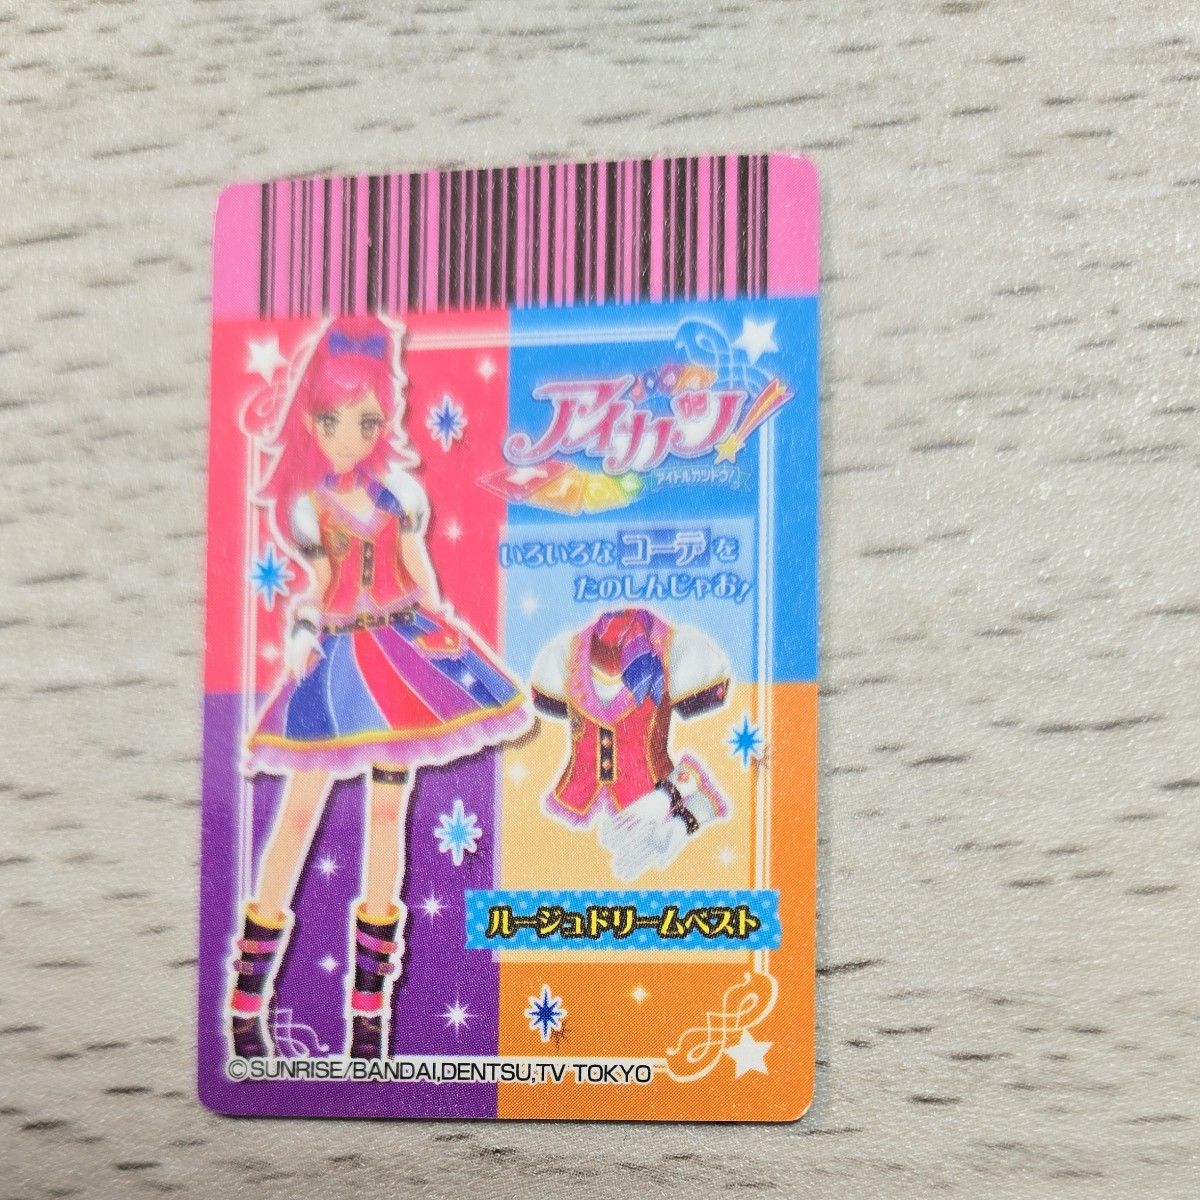 アイカツ!
アイドルカツドウ!
いろいろなコーデを
たのしんじゃお!
ルージュドリームベスト
©SUNRISE/BANDAI,DENTSU,TV TOKYO